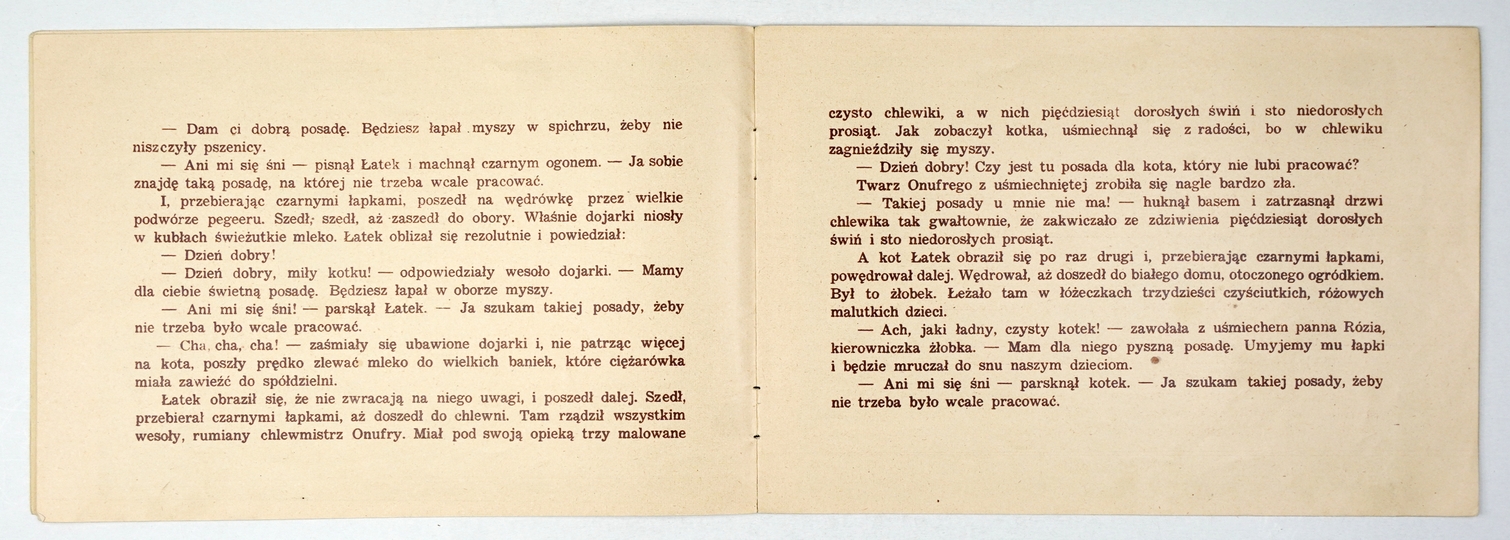 — Dam ci dobrą posadę. Będziesz łapał myszy w spichrzu, żeby nie
niszczyły pszenicy.
— Ani mi się śni — pisnął Łatek i machnął czarnym ogonem. — Ja sobie
znajdę taką posadę, na której nie trzeba wcale pracować.
I, przebierając czarnymi łapkami, poszedł na wędrówkę przez wielkie
podwórze pegeeru. Szedł, szedł, aż zaszedł do obory. Właśnie dojarki niosły
w kubłach świeżutkie mleko. Łatek oblizał się rezolutnie i powiedział:
— Dzień dobry!
— Dzień dobry, miły kotku! — odpowiedziały wesoło dojarki. — Mamy
dla ciebie świetną posadę. Będziesz łapał w oborze myszy.
— Ani mi się śni! — parskął Łatek. — Ja szukam takiej posady, żeby
nie trzeba było wcale pracować.
— Cha, cha, cha! — zaśmiały się ubawione dojarki i, nie patrząc więcej
na kota, poszły prędko zlewać mleko do wielkich baniek, które ciężarówka
miała zawieźć do spółdzielni.
Łatek obraził się, że nie zwracają na niego uwagi, i poszedł dalej. Szedł,
przebierał czarnymi łapkami, aż doszedł do chlewni. Tam rządził wszystkim
wesoły, rumiany chlewmistrz Onufry. Miał pod swoją opieką trzy malowane
czysto chlewiki, a w nich pięćdziesiąt dorosłych świń i sto niedorosłych
prosiąt. Jak zobaczył kotka, uśmiechnął się z radości, bo w chlewiku
zagnieździły się myszy.
— Dzień dobry! Czy jest tu posada dla kota, który nie lubi pracować?
Twarz Onufrego z uśmiechniętej zrobiła się nagle bardzo zła.
— Takiej posady u mnie nie ma! — huknął basem i zatrzasnął drzwi
chlewika tak gwałtownie, że zakwiczało ze zdziwienia pięćdziesiąt dorosłych
świń i sto niedorosłych prosiąt.
A kot Łatek obraził się po raz drugi i, przebierając czarnymi łapkami,
powędrował dalej. Wędrował, aż doszedł do białego domu, otoczonego ogródkiem.
Był to żłobek. Leżało tam w łóżeczkach trzydzieści czyściutkich, różowych
malutkich dzieci.
— Ach, jaki ładny, czysty kotek! — zawołała z uśmiechem panna Rózia,
kierowniczka żłobka. — Mam dla niego pyszną posadę. Umyjemy mu łapki
i będzie mruczał do snu naszym dzieciom.
— Ani mi się śni — parsknął kotek. — Ja szukam takiej posady, żeby
nie trzeba było wcale pracować.